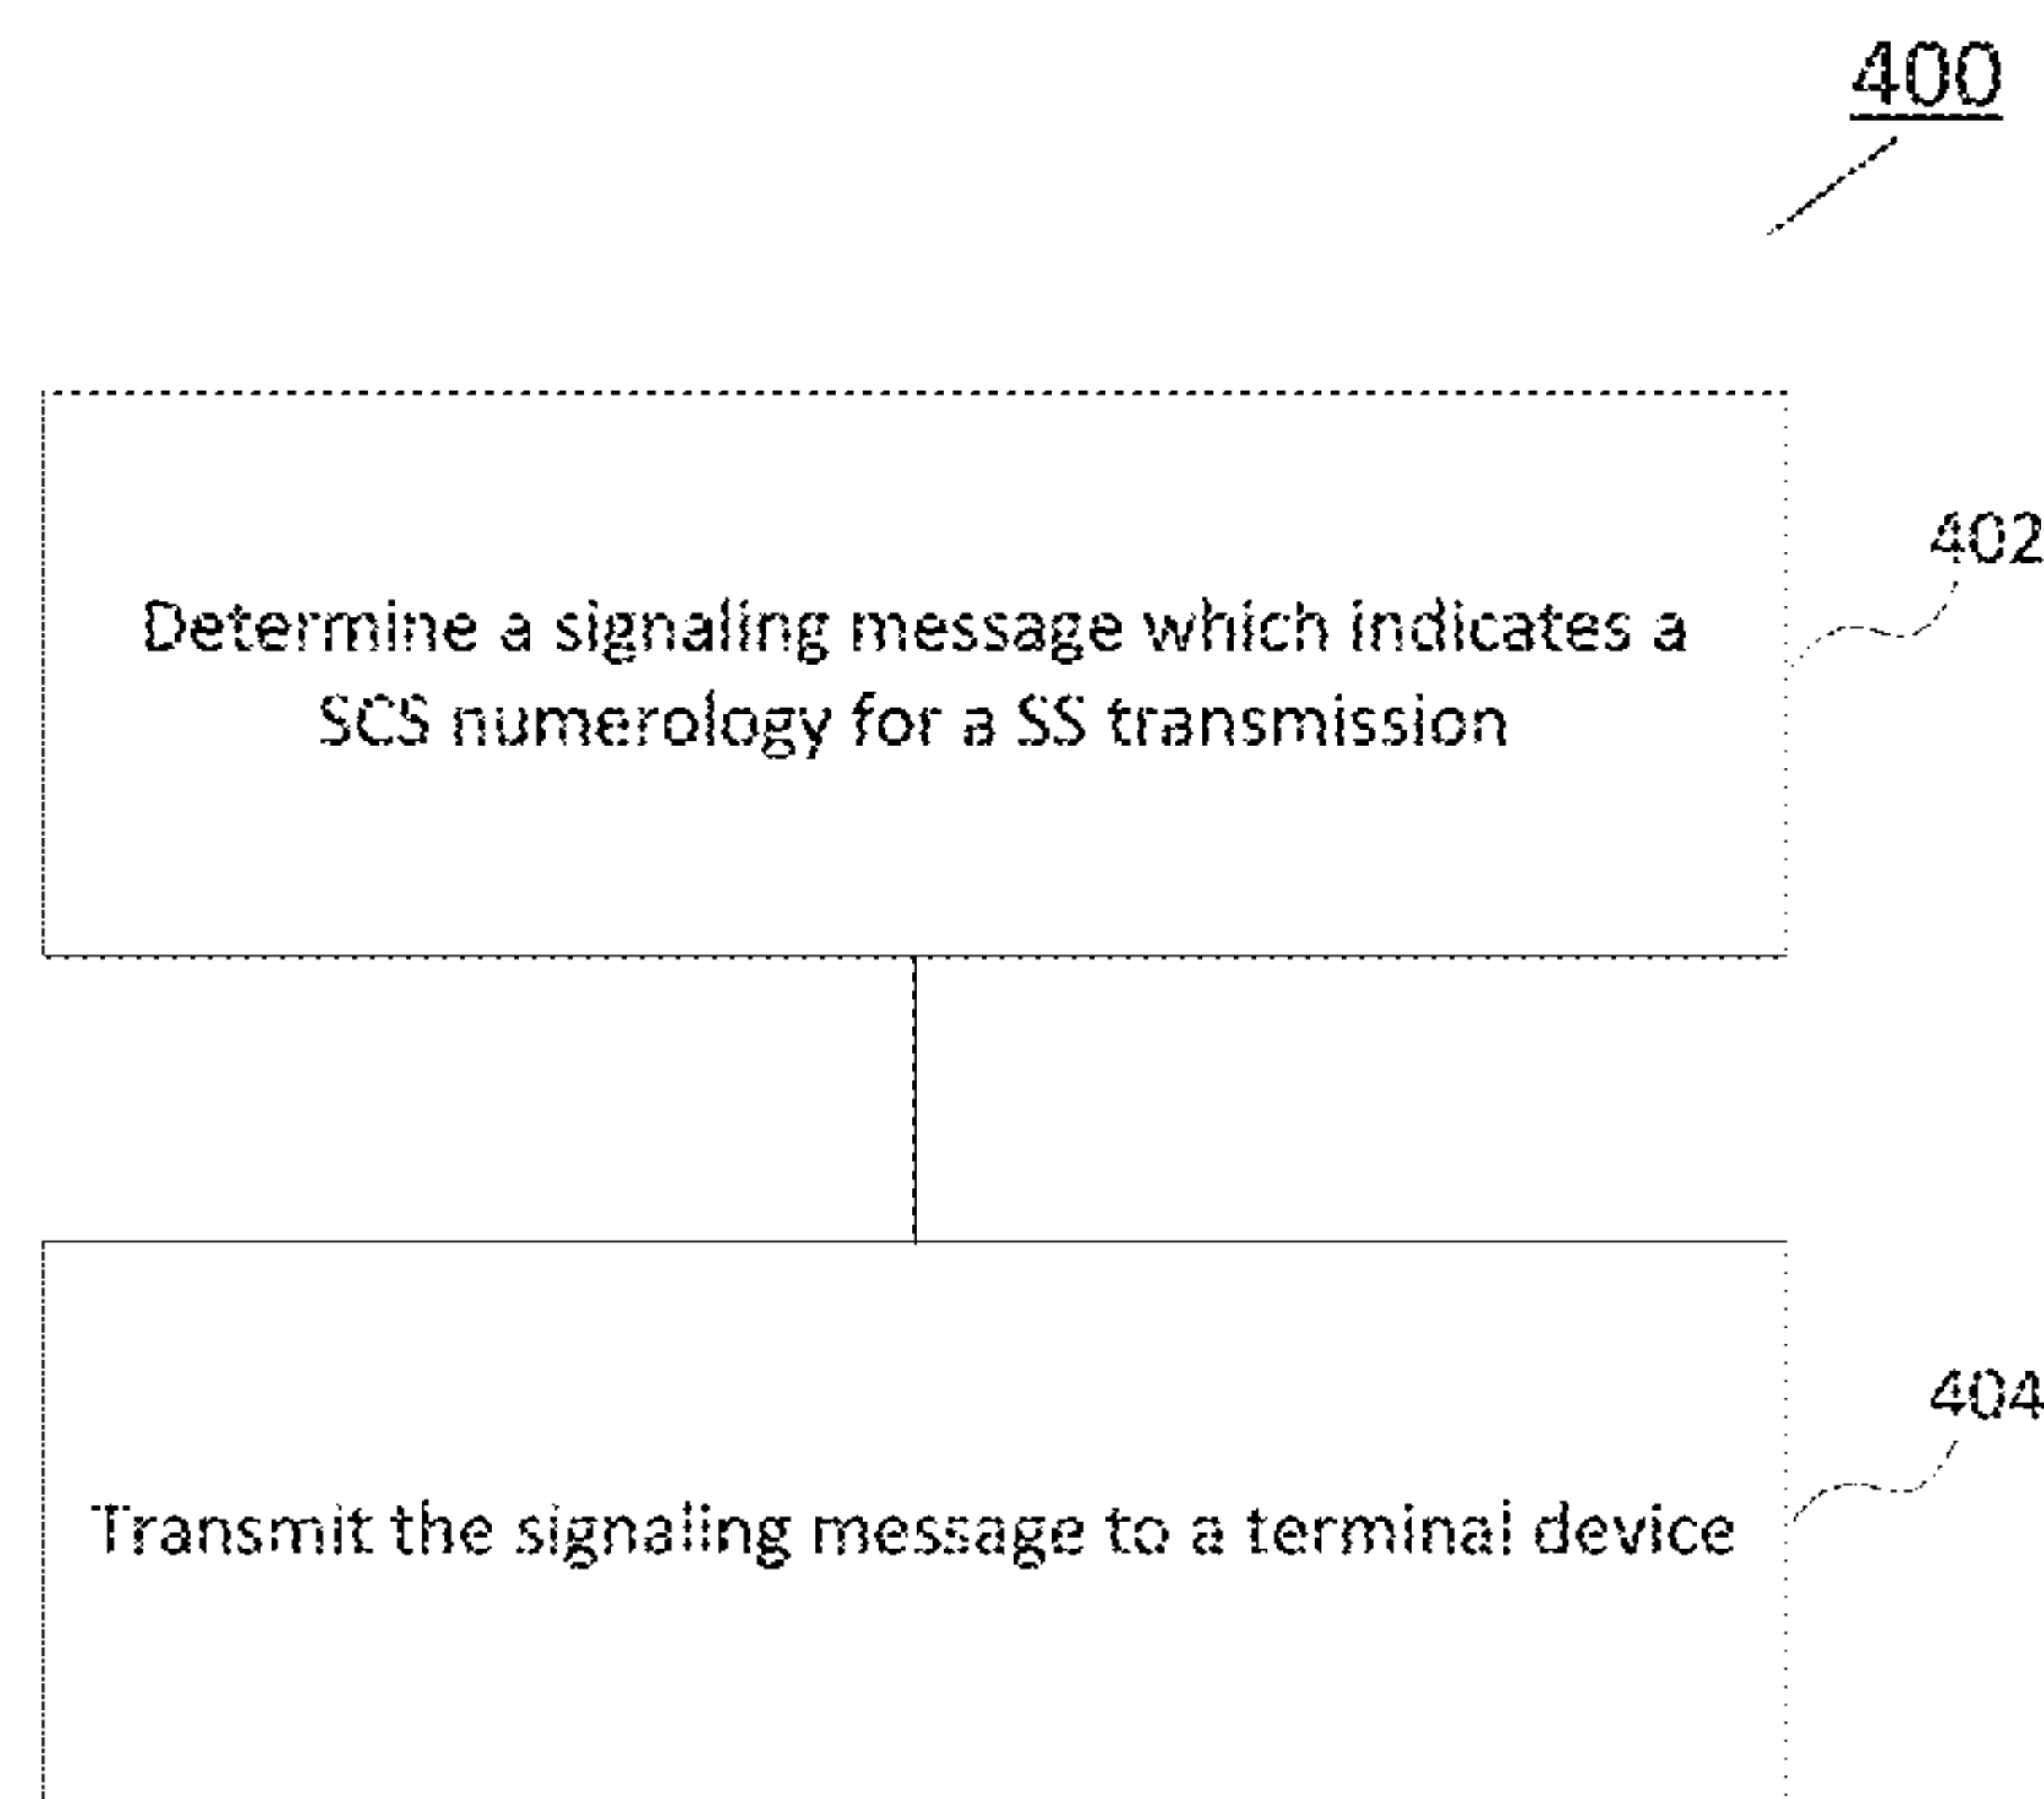 400
402
Determine a signaling message which indicates a
SCS numerology for a SS transmission
404
Transmit the signaling message to a terminal device